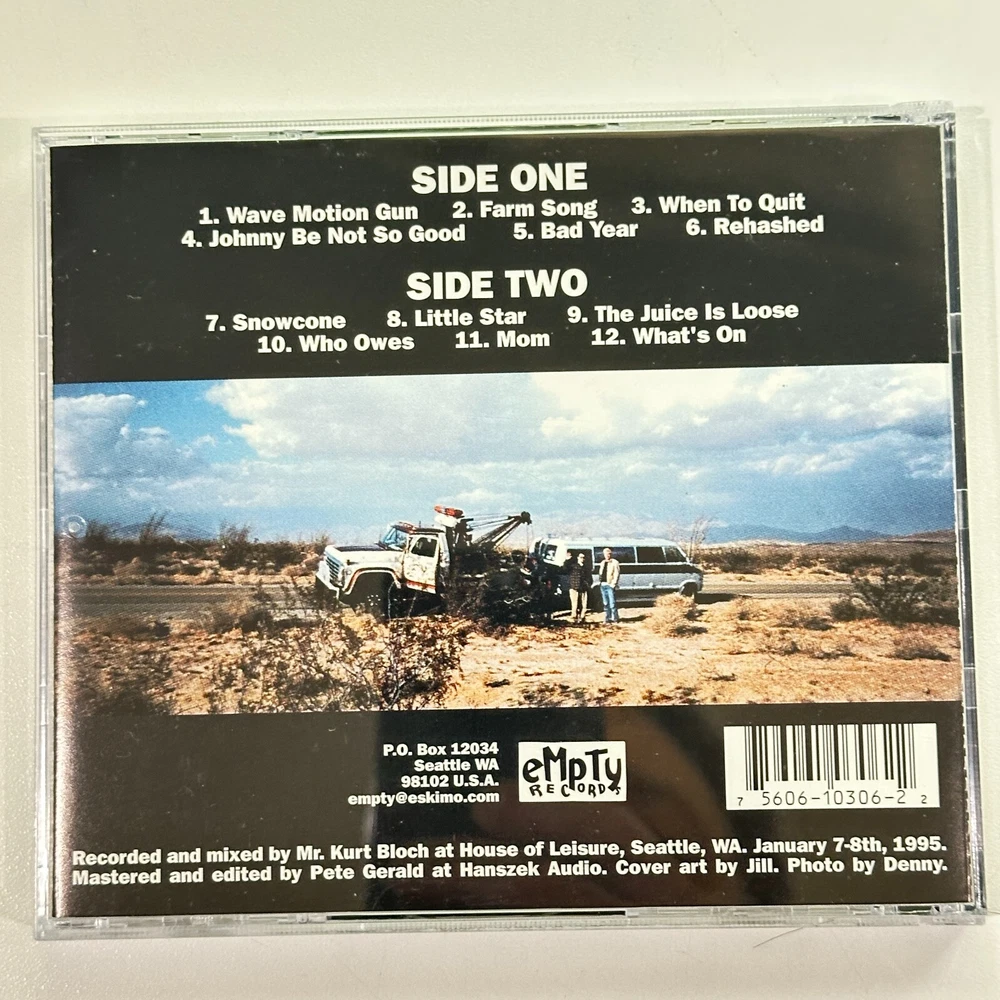 SIDE ONE
1. Wave Motion Gun 2. Farm Song 3. When To Quit
4. Johnny Be Not So Good 5. Bad Year 6. Rehashed
SIDE TWO
7. Snowcone 8. Little Star 9. The Juice Is Loose
10. Who Owes 11. Mom 12. What's On
P.O. Box 12034
Seattle WA
98102 U.S.A.
empty@eskimo.com
eMpTy
RECORDS
7 5606-10306-2 2
Recorded and mixed by Mr. Kurt Bloch at House of Leisure, Seattle, WA. January 7-8th, 1995.
Mastered and edited by Pete Gerald at Hanszek Audio. Cover art by Jill. Photo by Denny.